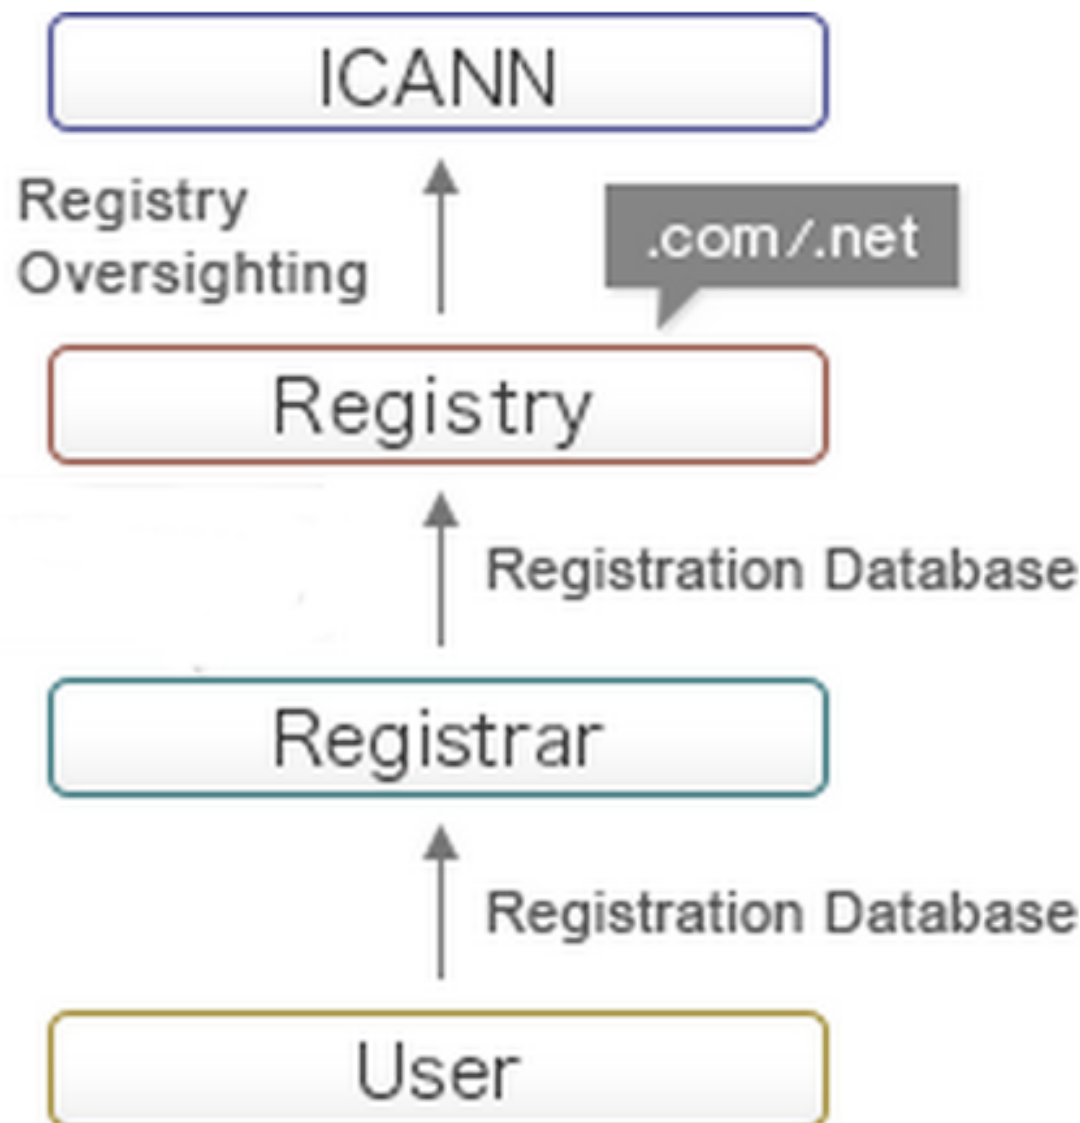 ICANN
Registry
Oversighting
.com/.net
Registry
Registration Database
Registrar
Registration Database
User